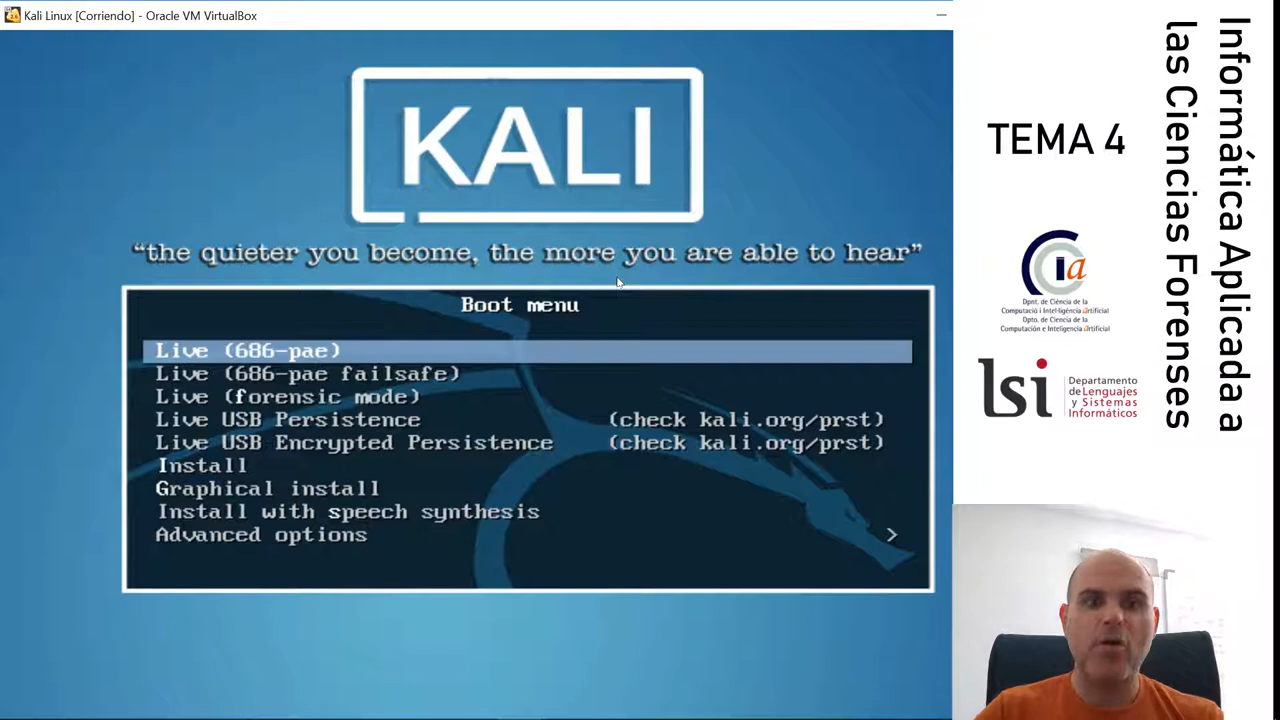 Kali Linux [Corriendo] - Oracle VM VirtualBox
KALI
“the quieter you become, the more you are able to hear”
Boot menu
Live (686-pae)
Live (686-pae failsafe)
Live (forensic mode)
Live USB Persistence (check kali.org/prst)
Live USB Encrypted Persistence (check kali.org/prst)
Install
Graphical install
Install with speech synthesis
Advanced options >
TEMA 4
Informática Aplicada a
las Ciencias Forenses
ia
Dpnt. de Ciència de la
Computació i Intel·ligència artificial
Dpto. de Ciencia de la
Computación e Inteligencia artificial
lsi
Departamento
de Lenguajes
y Sistemas
Informáticos